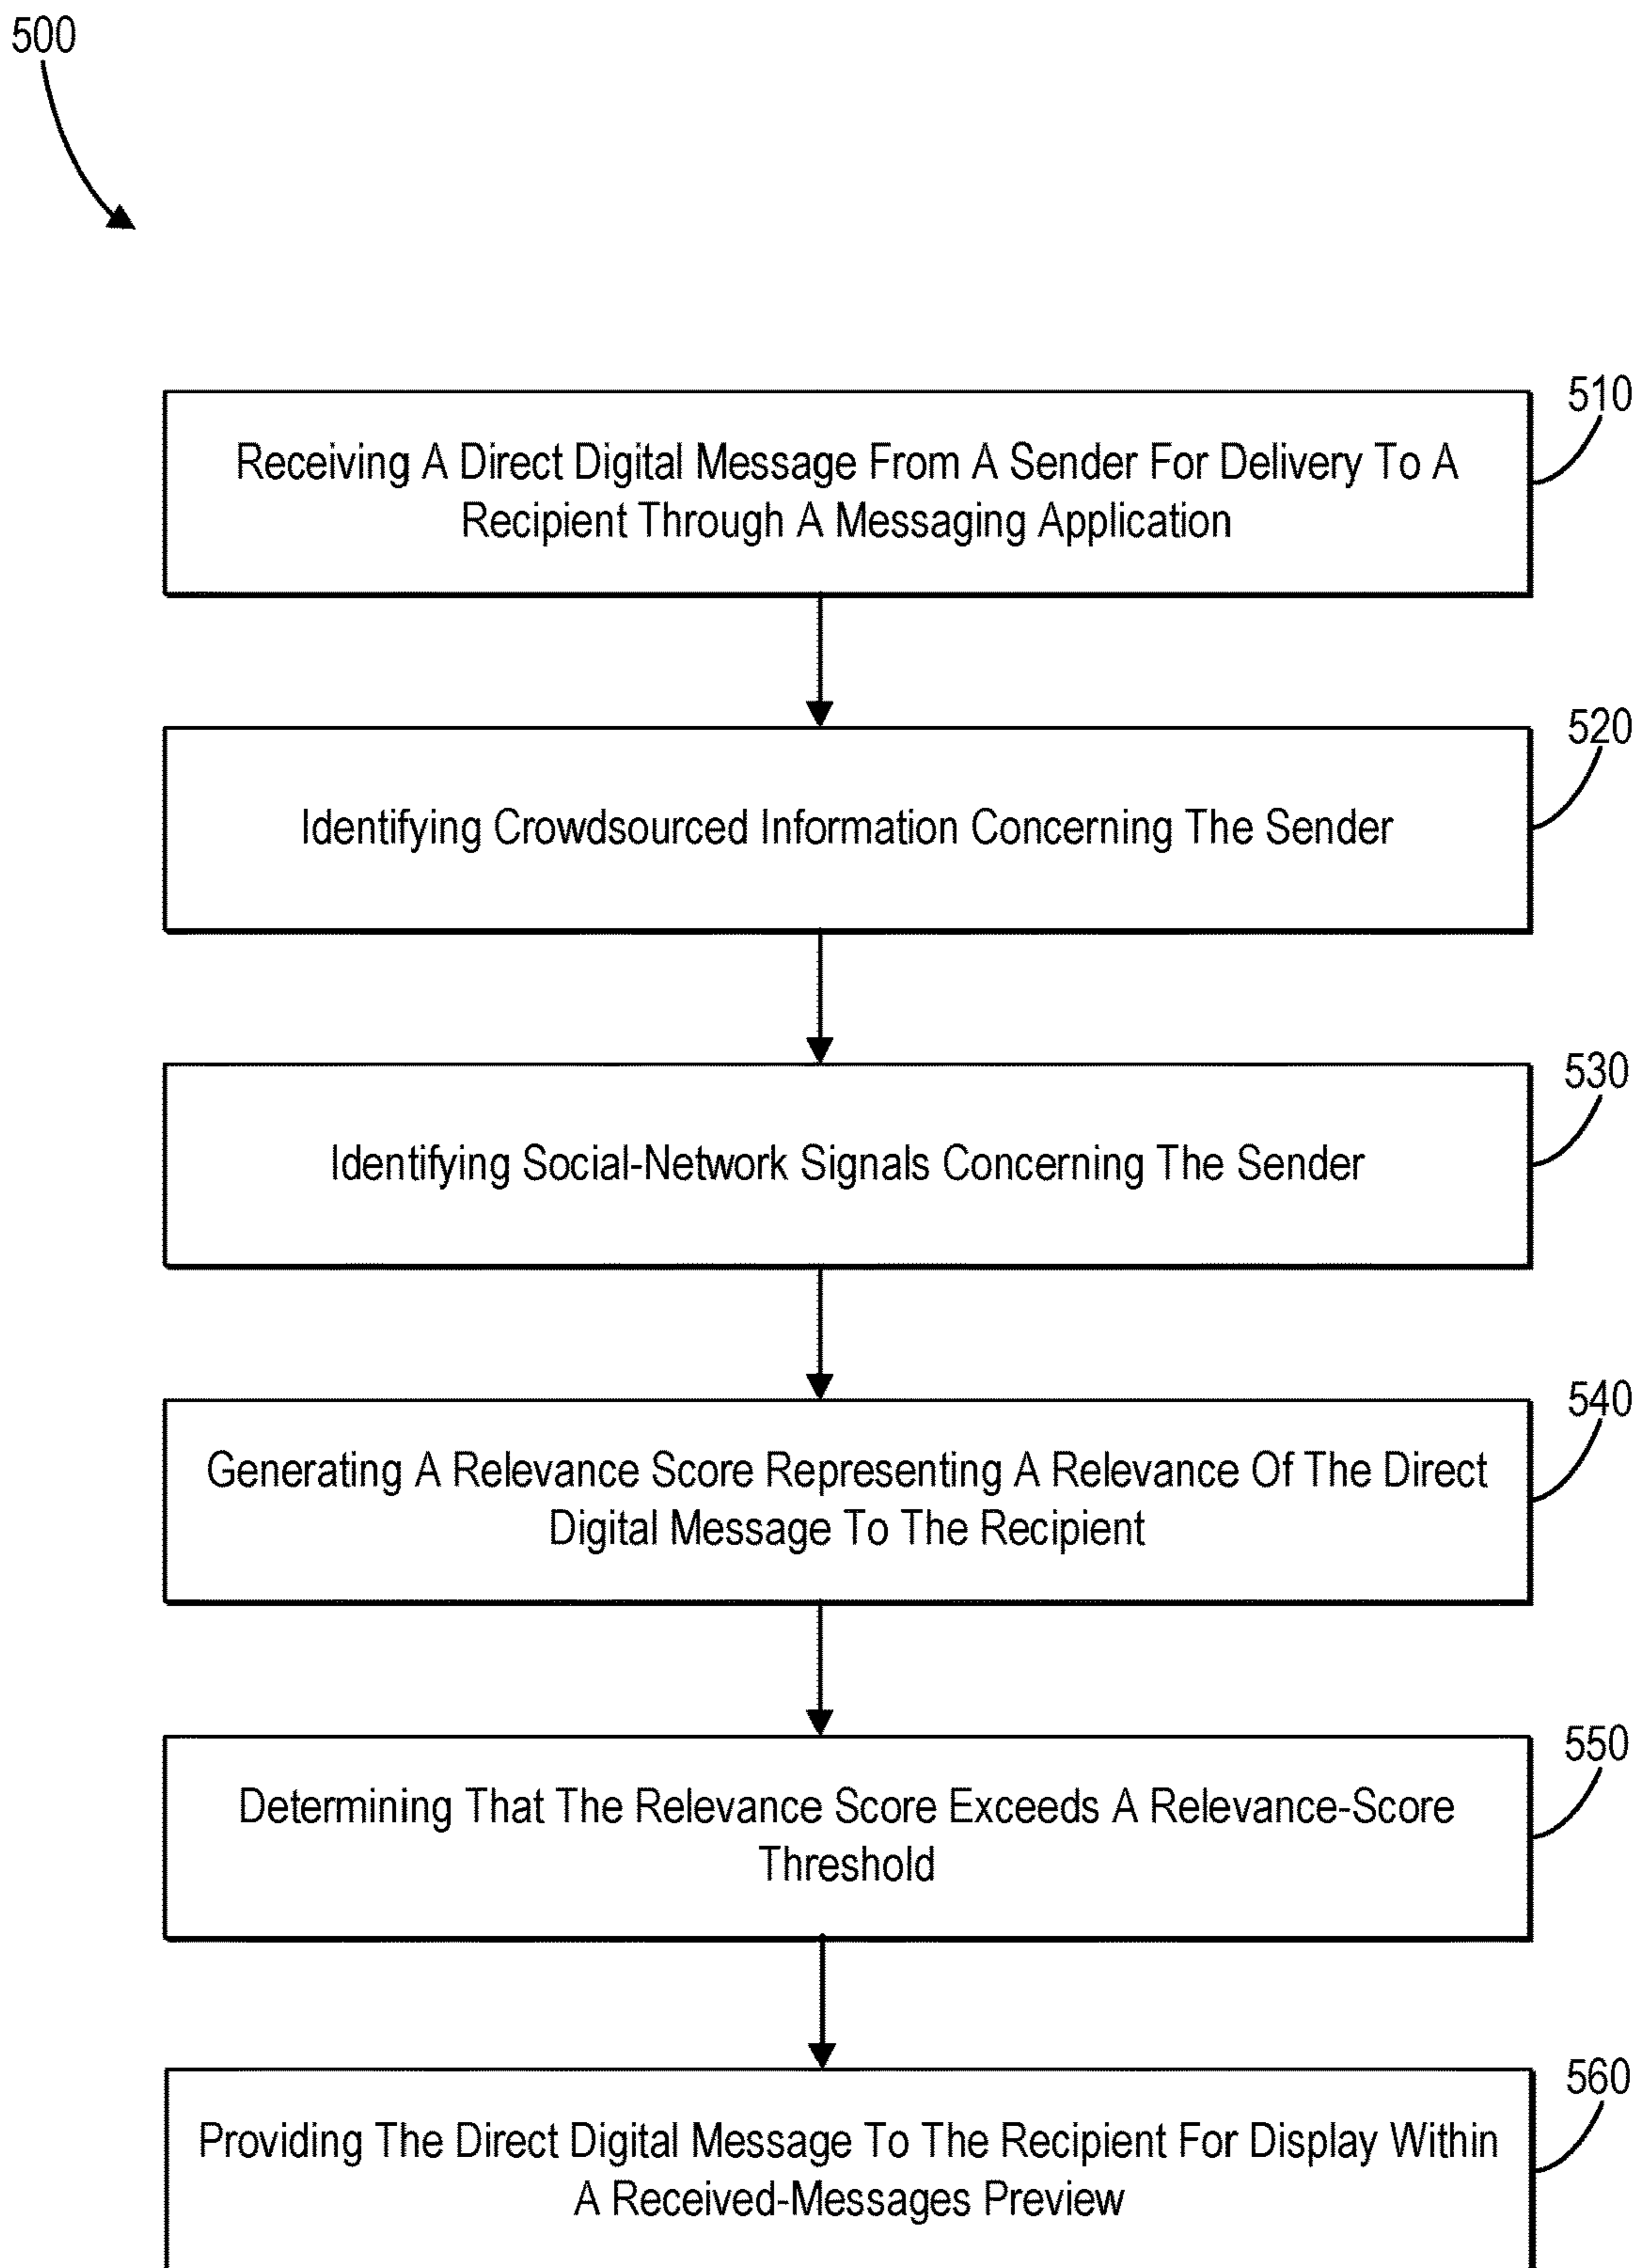 500
510
Receiving A Direct Digital Message From A Sender For Delivery To A
Recipient Through A Messaging Application
520
Identifying Crowdsourced Information Concerning The Sender
530
Identifying Social-Network Signals Concerning The Sender
540
Generating A Relevance Score Representing A Relevance Of The Direct
Digital Message To The Recipient
550
Determining That The Relevance Score Exceeds A Relevance-Score
Threshold
560
Providing The Direct Digital Message To The Recipient For Display Within
A Received-Messages Preview